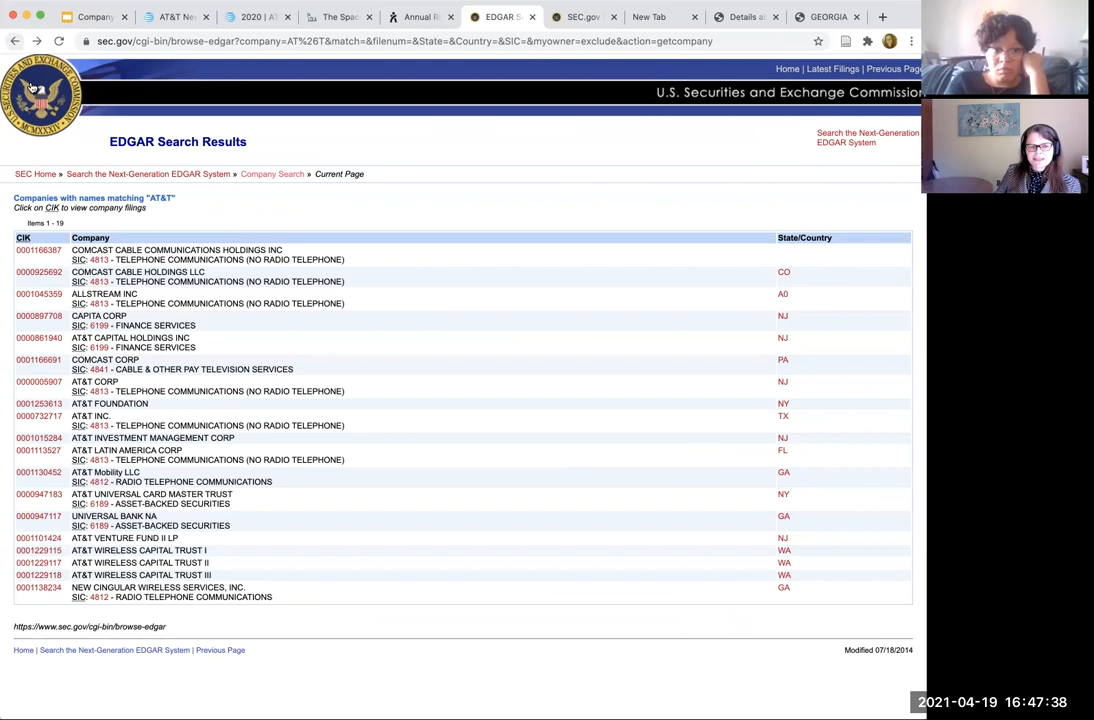 Company
AT&T Ne
2020 | A
The Spac
Annual R
EDGAR S
SEC.gov
New Tab
Details a
GEORGIA
sec.gov/cgi-bin/browse-edgar?company=AT%26T&match=&filenum=&State=&Country=&SIC=&myowner=exclude&action=getcompany
Home | Latest Filings | Previous Page
U.S. Securities and Exchange Commission
EDGAR Search Results
Search the Next-Generation
EDGAR System
SEC Home » Search the Next-Generation EDGAR System » Company Search » Current Page
Companies with names matching "AT&T"
Click on CIK to view company filings
Items 1 - 19
CIK Company State/Country
0001166387 COMCAST CABLE COMMUNICATIONS HOLDINGS INC
SIC: 4813 - TELEPHONE COMMUNICATIONS (NO RADIO TELEPHONE)
0000925692 COMCAST CABLE HOLDINGS LLC CO
SIC: 4813 - TELEPHONE COMMUNICATIONS (NO RADIO TELEPHONE)
0001045359 ALLSTREAM INC A0
SIC: 4813 - TELEPHONE COMMUNICATIONS (NO RADIO TELEPHONE)
0000897708 CAPITA CORP NJ
SIC: 6199 - FINANCE SERVICES
0000861940 AT&T CAPITAL HOLDINGS INC NJ
SIC: 6199 - FINANCE SERVICES
0001166691 COMCAST CORP PA
SIC: 4841 - CABLE & OTHER PAY TELEVISION SERVICES
0000005907 AT&T CORP NJ
SIC: 4813 - TELEPHONE COMMUNICATIONS (NO RADIO TELEPHONE)
0001253613 AT&T FOUNDATION NY
0000732717 AT&T INC. TX
SIC: 4813 - TELEPHONE COMMUNICATIONS (NO RADIO TELEPHONE)
0001015284 AT&T INVESTMENT MANAGEMENT CORP NJ
0001113527 AT&T LATIN AMERICA CORP FL
SIC: 4813 - TELEPHONE COMMUNICATIONS (NO RADIO TELEPHONE)
0001130452 AT&T Mobility LLC GA
SIC: 4812 - RADIO TELEPHONE COMMUNICATIONS
0000947183 AT&T UNIVERSAL CARD MASTER TRUST NY
SIC: 6189 - ASSET-BACKED SECURITIES
0000947117 UNIVERSAL BANK NA GA
SIC: 6189 - ASSET-BACKED SECURITIES
0001101424 AT&T VENTURE FUND II LP NJ
0001229115 AT&T WIRELESS CAPITAL TRUST I WA
0001229117 AT&T WIRELESS CAPITAL TRUST II WA
0001229118 AT&T WIRELESS CAPITAL TRUST III WA
0001138234 NEW CINGULAR WIRELESS SERVICES, INC. GA
SIC: 4812 - RADIO TELEPHONE COMMUNICATIONS
https://www.sec.gov/cgi-bin/browse-edgar
Home | Search the Next-Generation EDGAR System | Previous Page
Modified 07/18/2014
2021-04-19 16:47:38